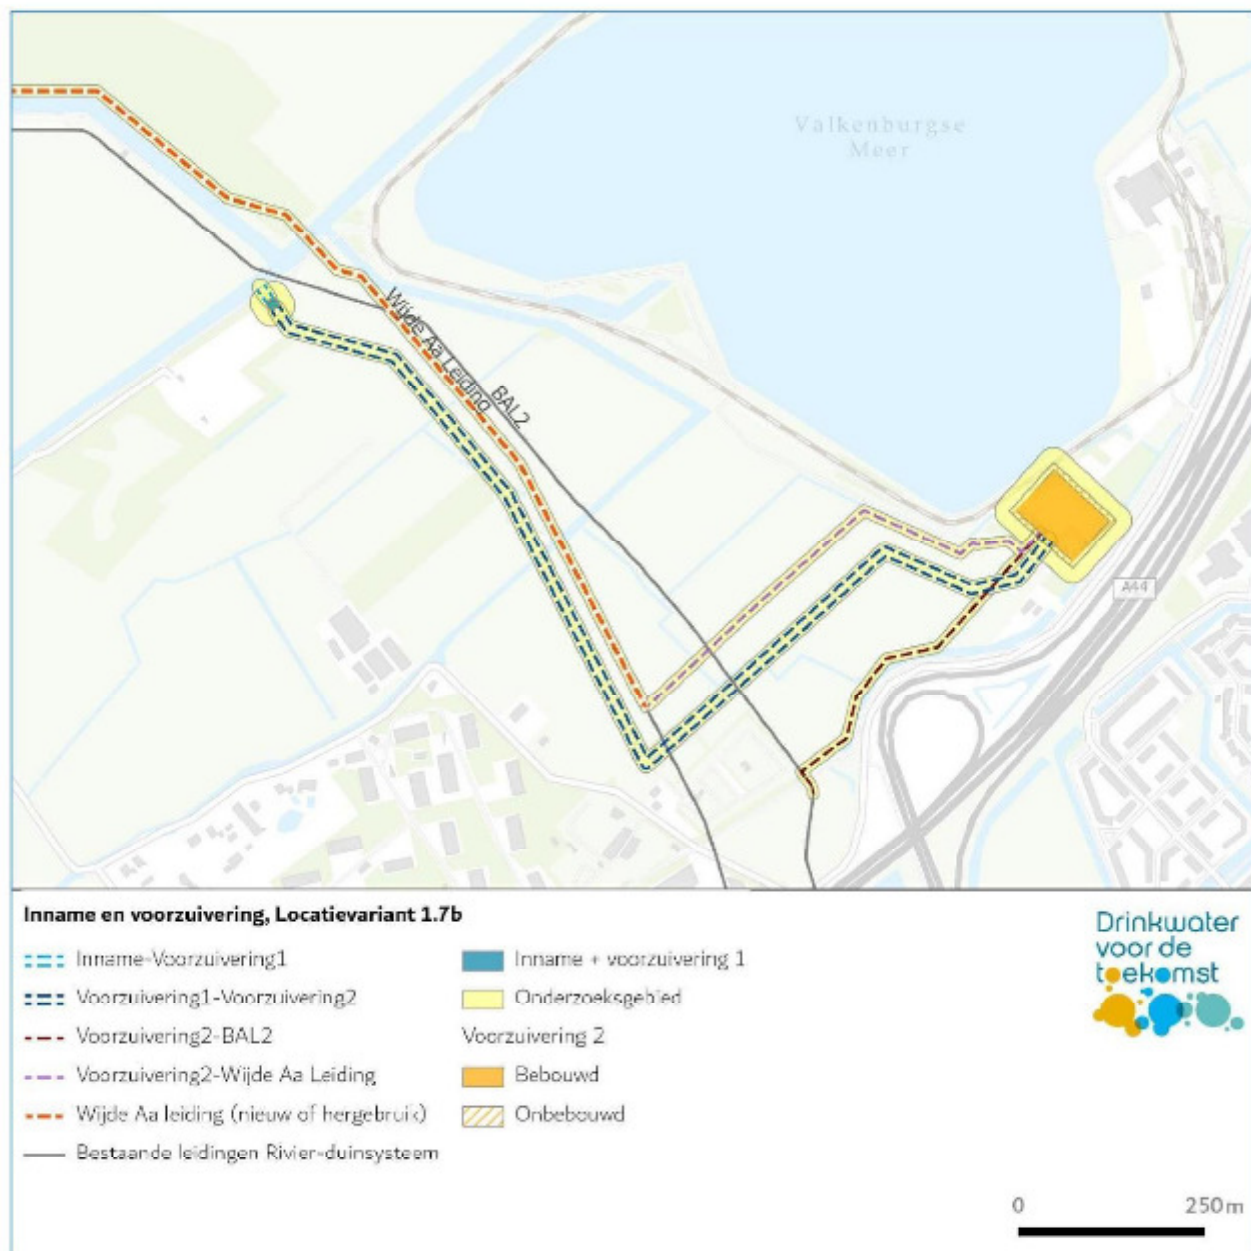 Valkenburgse
Meer
Wijde Aa Leiding
BAL2
A44
Inname en voorzuivering, Locatievariant 1.7b
Inname-Voorzuivering1
Voorzuivering1-Voorzuivering2
Voorzuivering2-BAL2
Voorzuivering2-Wijde Aa Leiding
Wijde Aa leiding (nieuw of hergebruik)
Bestaande leidingen Rivier-duinsysteem
Inname + voorzuivering 1
Onderzoeksgebied
Voorzuivering 2
Bebouwd
Onbebouwd
Drinkwater
voor de
toekomst
0 250 m